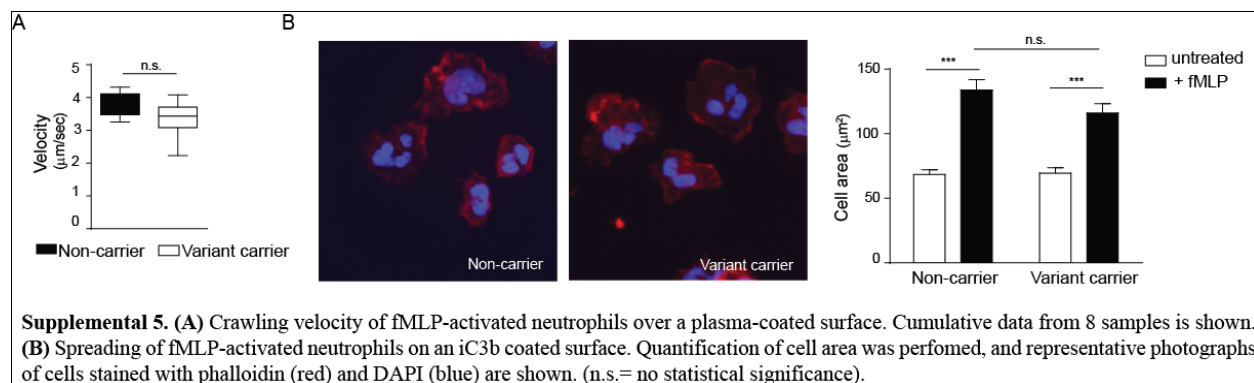 A
B
n.s.
5
4
3
2
1
0
Velocity
(μm/sec)
Non-carrier
Variant carrier
Non-carrier
Variant carrier
n.s.
***
***
untreated
+ fMLP
150
100
50
0
Cell area (μm²)
Non-carrier
Variant carrier
Supplemental 5. (A) Crawling velocity of fMLP-activated neutrophils over a plasma-coated surface. Cumulative data from 8 samples is shown.
(B) Spreading of fMLP-activated neutrophils on an iC3b coated surface. Quantification of cell area was perfomed, and representative photographs
of cells stained with phalloidin (red) and DAPI (blue) are shown. (n.s.= no statistical significance).